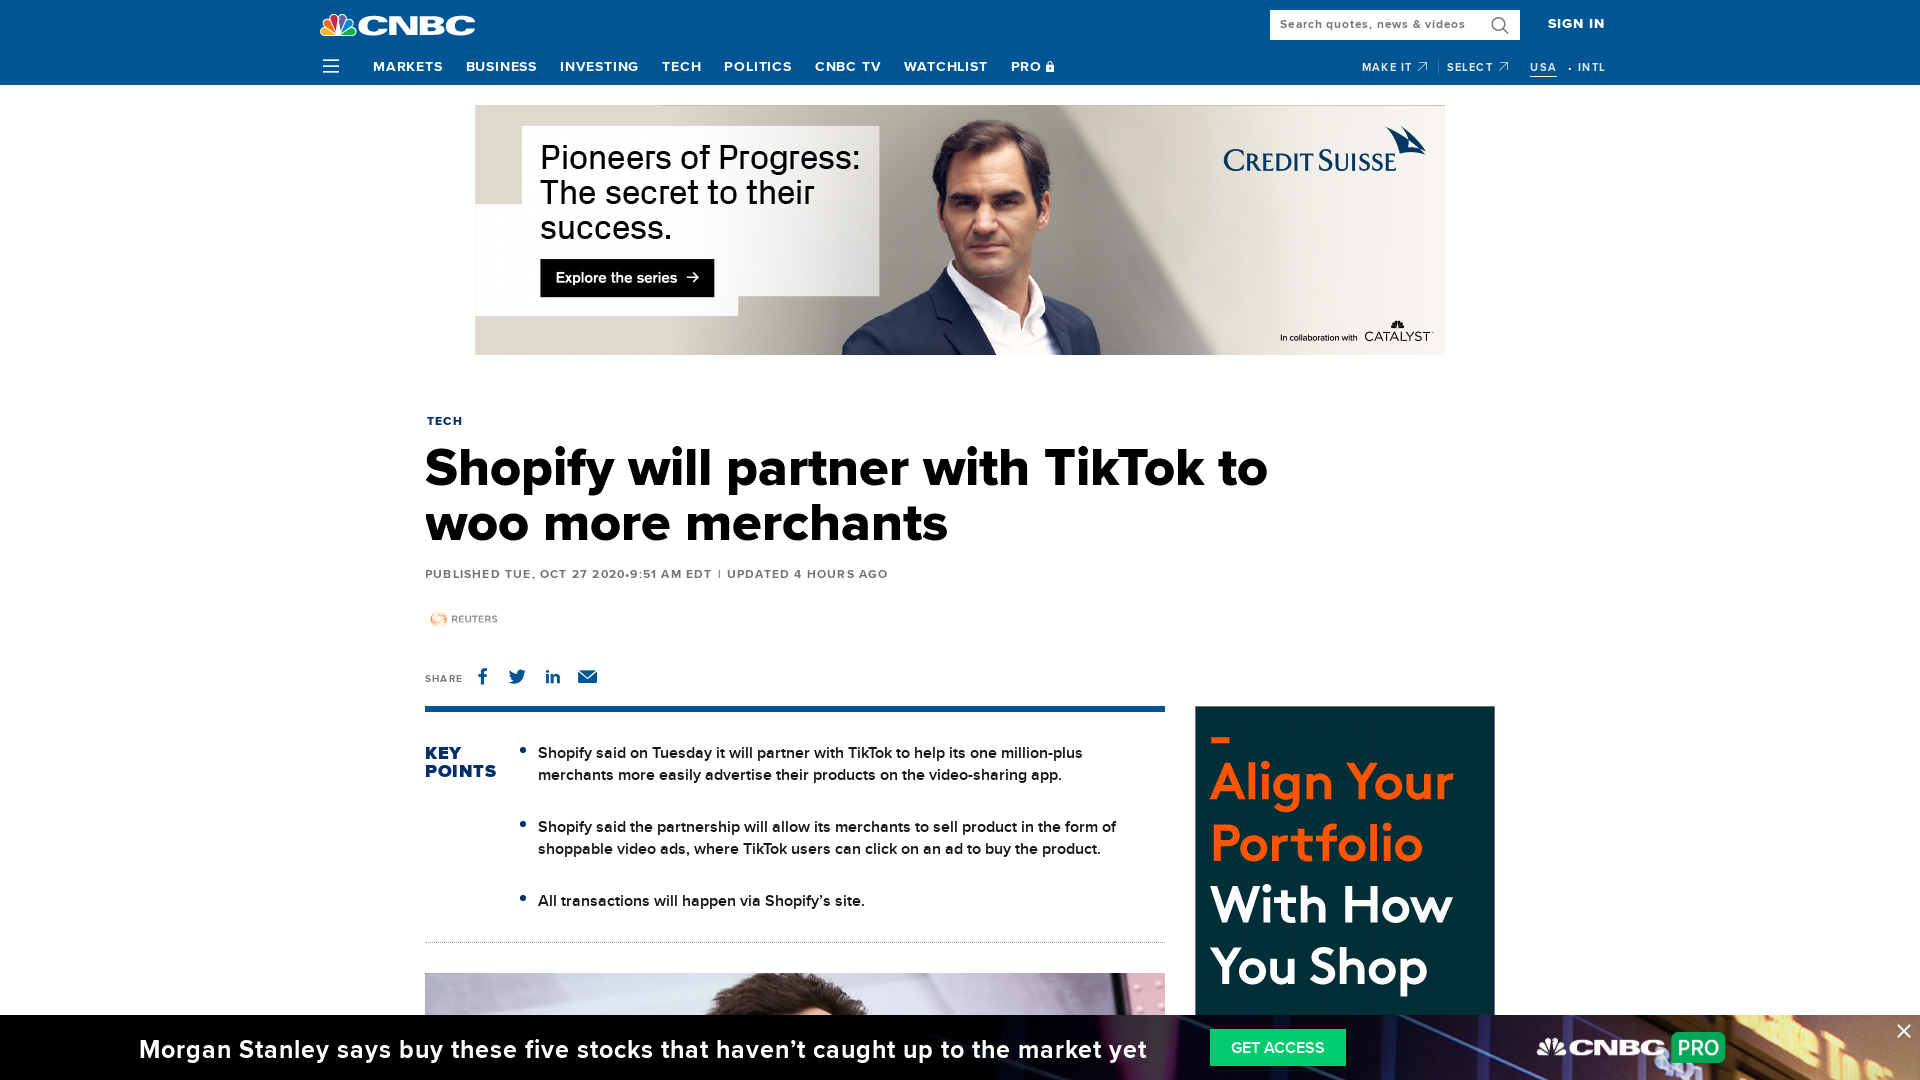 CNBC
Search quotes, news & videos
SIGN IN
MARKETS BUSINESS INVESTING TECH POLITICS CNBC TV WATCHLIST PRO
MAKE IT SELECT USA • INTL
Pioneers of Progress:
The secret to their
success.
Explore the series →
CREDIT SUISSE
In collaboration with CATALYST
TECH
Shopify will partner with TikTok to
woo more merchants
PUBLISHED TUE, OCT 27 2020•9:51 AM EDT | UPDATED 4 HOURS AGO
REUTERS
SHARE
KEY
POINTS
• Shopify said on Tuesday it will partner with TikTok to help its one million-plus
merchants more easily advertise their products on the video-sharing app.
• Shopify said the partnership will allow its merchants to sell product in the form of
shoppable video ads, where TikTok users can click on an ad to buy the product.
• All transactions will happen via Shopify’s site.
Align Your
Portfolio
With How
You Shop
Morgan Stanley says buy these five stocks that haven’t caught up to the market yet
GET ACCESS
CNBC PRO